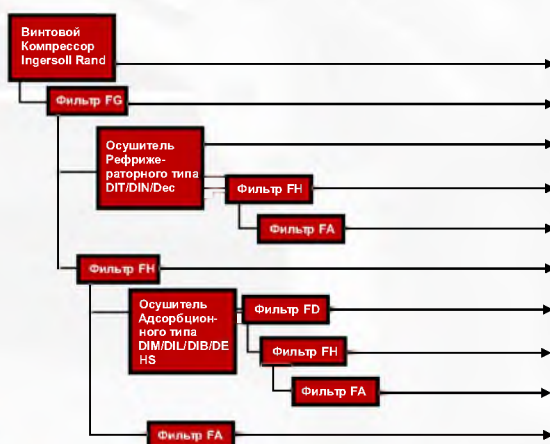 Винтовой
Компрессор
Ingersoll Rand
Фильтр FG
Осушитель
Рефриже-
раторного типа
DIT/DIN/Dec
Фильтр FH
Фильтр FA
Фильтр FH
Осушитель
Адсорбцион-
ного типа
DIM/DIL/DIB/DE
HS
Фильтр FD
Фильтр FH
Фильтр FA
Фильтр FA